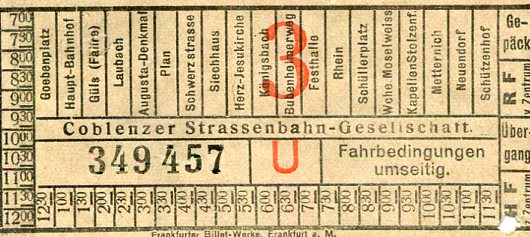 700
730
800
830
900
930
1000
1030
1100
1130
1200
Goebenplatz
Haupt-Bahnhof
Güls (Fähre)
Laubach
Augusta-Denkmal
Plan
Schwerzstrasse
Siechhaus
Herz-Jesukirche
Königsbach
Bubenheimerweg
Festhalle
Rhein
Schüllerplatz
Wche Moselweiss
Kapellen Stolzenf.
Metternich
Neuendorf
Schützenhof
3
Ge-
päck
R F
Coblenzer Strassenbahn-Gesellschaft.
Über-
gang
349457
U
Fahrbedingungen
umseitig.
H F
1230
100
130
200
230
300
330
400
430
500
530
600
630
700
730
800
830
900
930
1000
1030
1100
1130
1200
Frankfurter Billet-Werke, Frankfurt a. M.